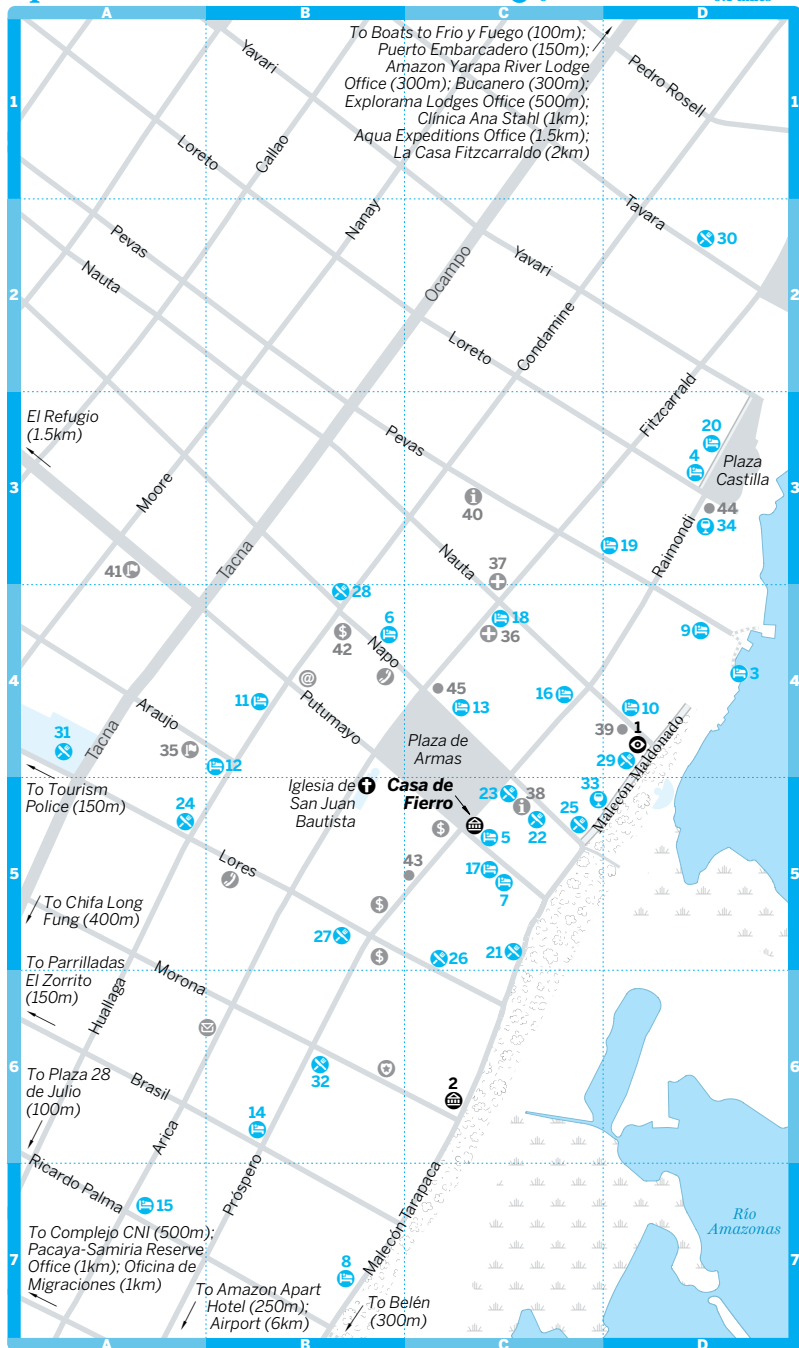 A
B
C
D
1
1
To Boats to Frio y Fuego (100m);
Puerto Embarcadero (150m);
Amazon Yarapa River Lodge
Office (300m); Bucanero (300m);
Explorama Lodges Office (500m);
Clínica Ana Stahl (1km);
Aqua Expeditions Office (1.5km);
La Casa Fitzcarraldo (2km)
Yavari
Pedro Rosell
Callao
Loreto
Nanay
Tavara
30
Pevas
Yavari
Ocampo
2
2
Nauta
Condamine
Loreto
Fitzcarrald
El Refugio
(1.5km)
Pevas
20
4
Plaza
Castilla
3
3
Moore
40
44
34
Raimondi
Tacna
19
37
Nauta
41
28
18
6
36
9
42
Napo
3
4
4
@
45
16
11
13
10
Putumayo
Araujo
39
1
Plaza de
Armas
31
Tacna
35
29
12
Malecón Maldonado
To Tourism
Police (150m)
Iglesia de
San Juan
Bautista
Casa de
Fierro
23
38
33
24
22
25
5
Lores
17
43
5
5
7
To Chifa Long
Fung (400m)
27
26
21
To Parrilladas
El Zorrito
(150m)
Morona
Huallaga
6
6
32
2
To Plaza 28
de Julio
(100m)
Brasil
14
Arica
Ricardo Palma
Próspero
15
Malecón Tarapaca
Río
Amazonas
To Complejo CNI (500m);
Pacaya-Samiria Reserve
Office (1km); Oficina de
Migraciones (1km)
8
7
7
To Amazon Apart
Hotel (250m);
Airport (6km)
To Belén
(300m)
A
B
C
D